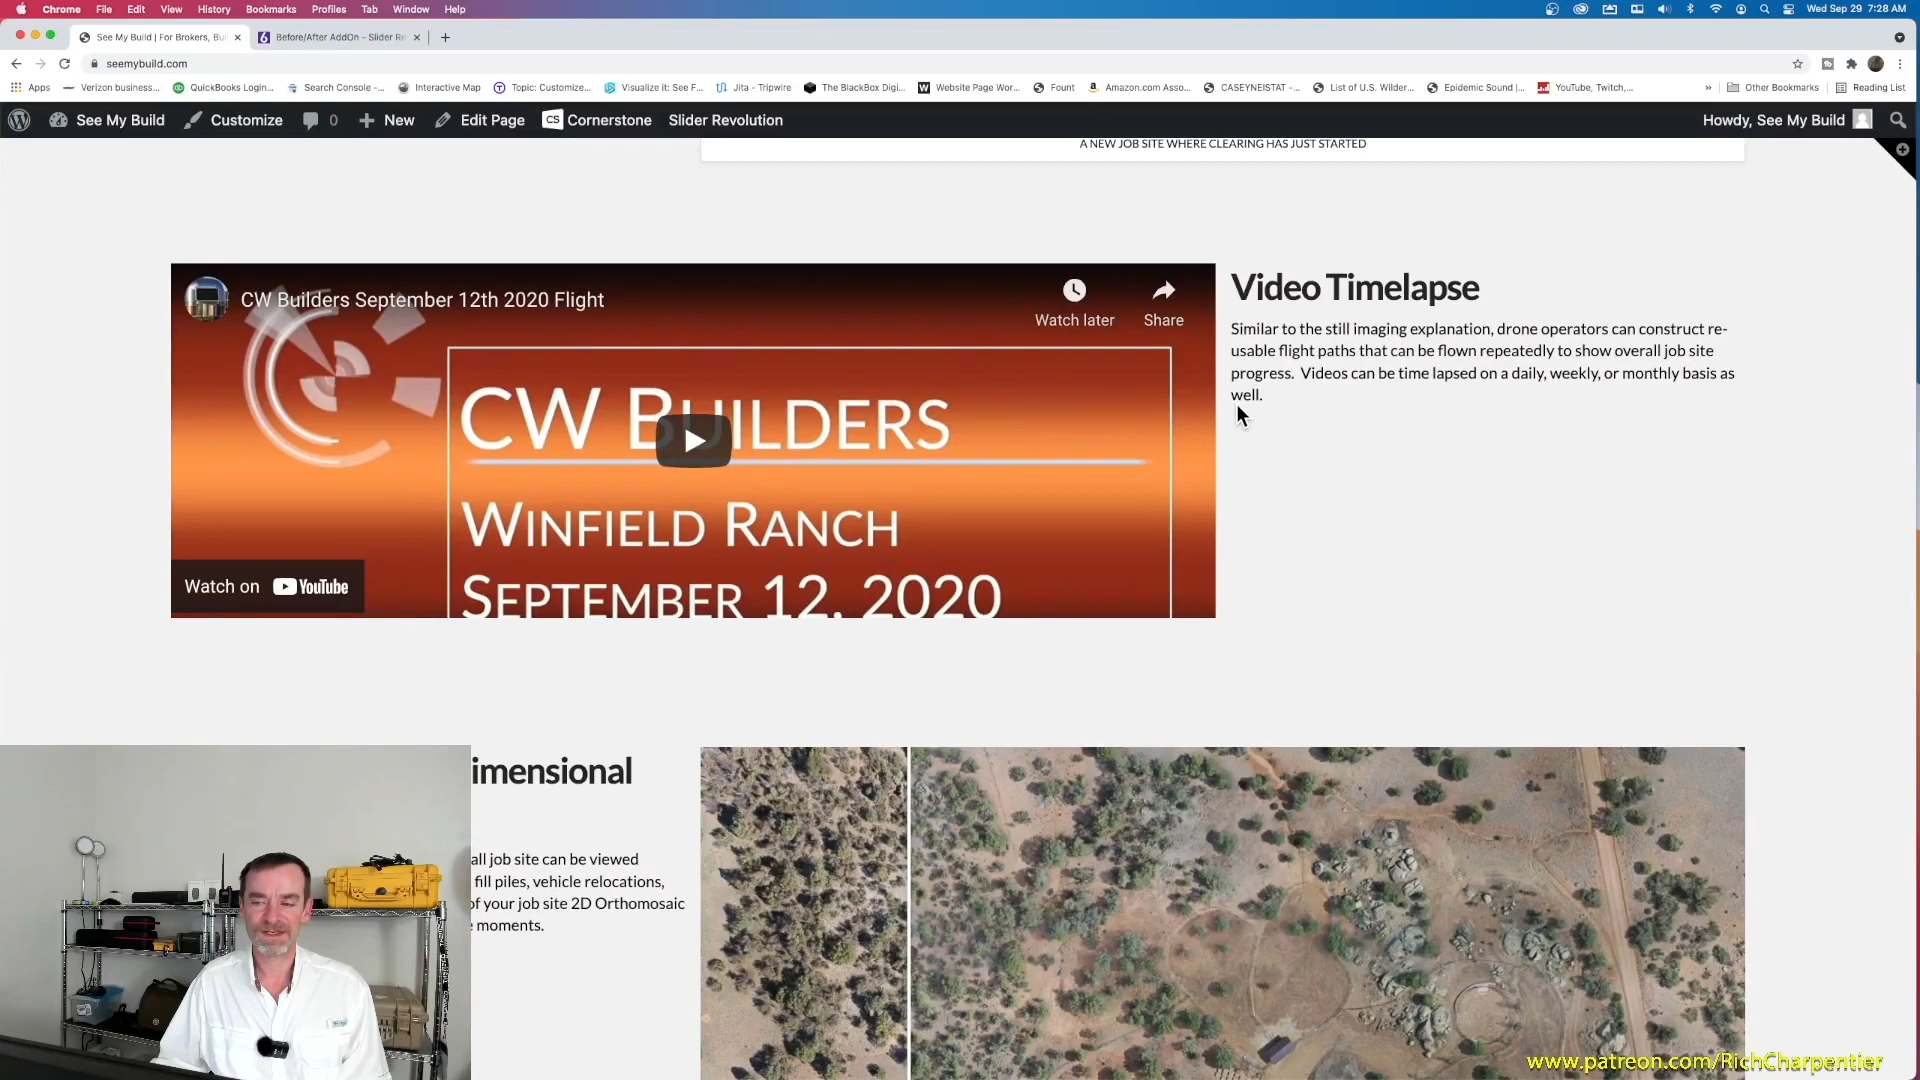 Chrome File Edit View History Bookmarks Profiles Tab Window Help
Wed Sep 29 7:28 AM
See My Build | For Brokers, Bui
Before/After AddOn - Slider Re
seemybuild.com
Apps Verizon business... QuickBooks Login... Search Console -... Interactive Map Topic: Customize... Visualize it: See F... Jita - Tripwire The BlackBox Digi... Website Page Wor... Fount Amazon.com Asso... CASEYNEISTAT -... List of U.S. Wilder... Epidemic Sound |... YouTube, Twitch,... » Other Bookmarks Reading List
See My Build Customize 0 New Edit Page CS Cornerstone Slider Revolution Howdy, See My Build
A NEW JOB SITE WHERE CLEARING HAS JUST STARTED
CW Builders September 12th 2020 Flight
Watch later
Share
CW BUILDERS
WINFIELD RANCH
SEPTEMBER 12, 2020
Watch on YouTube
Video Timelapse
Similar to the still imaging explanation, drone operators can construct re-
usable flight paths that can be flown repeatedly to show overall job site
progress. Videos can be time lapsed on a daily, weekly, or monthly basis as
well.
imensional
all job site can be viewed
fill piles, vehicle relocations,
of your job site 2D Orthomosaic
moments.
www.patreon.com/RichCharpentier